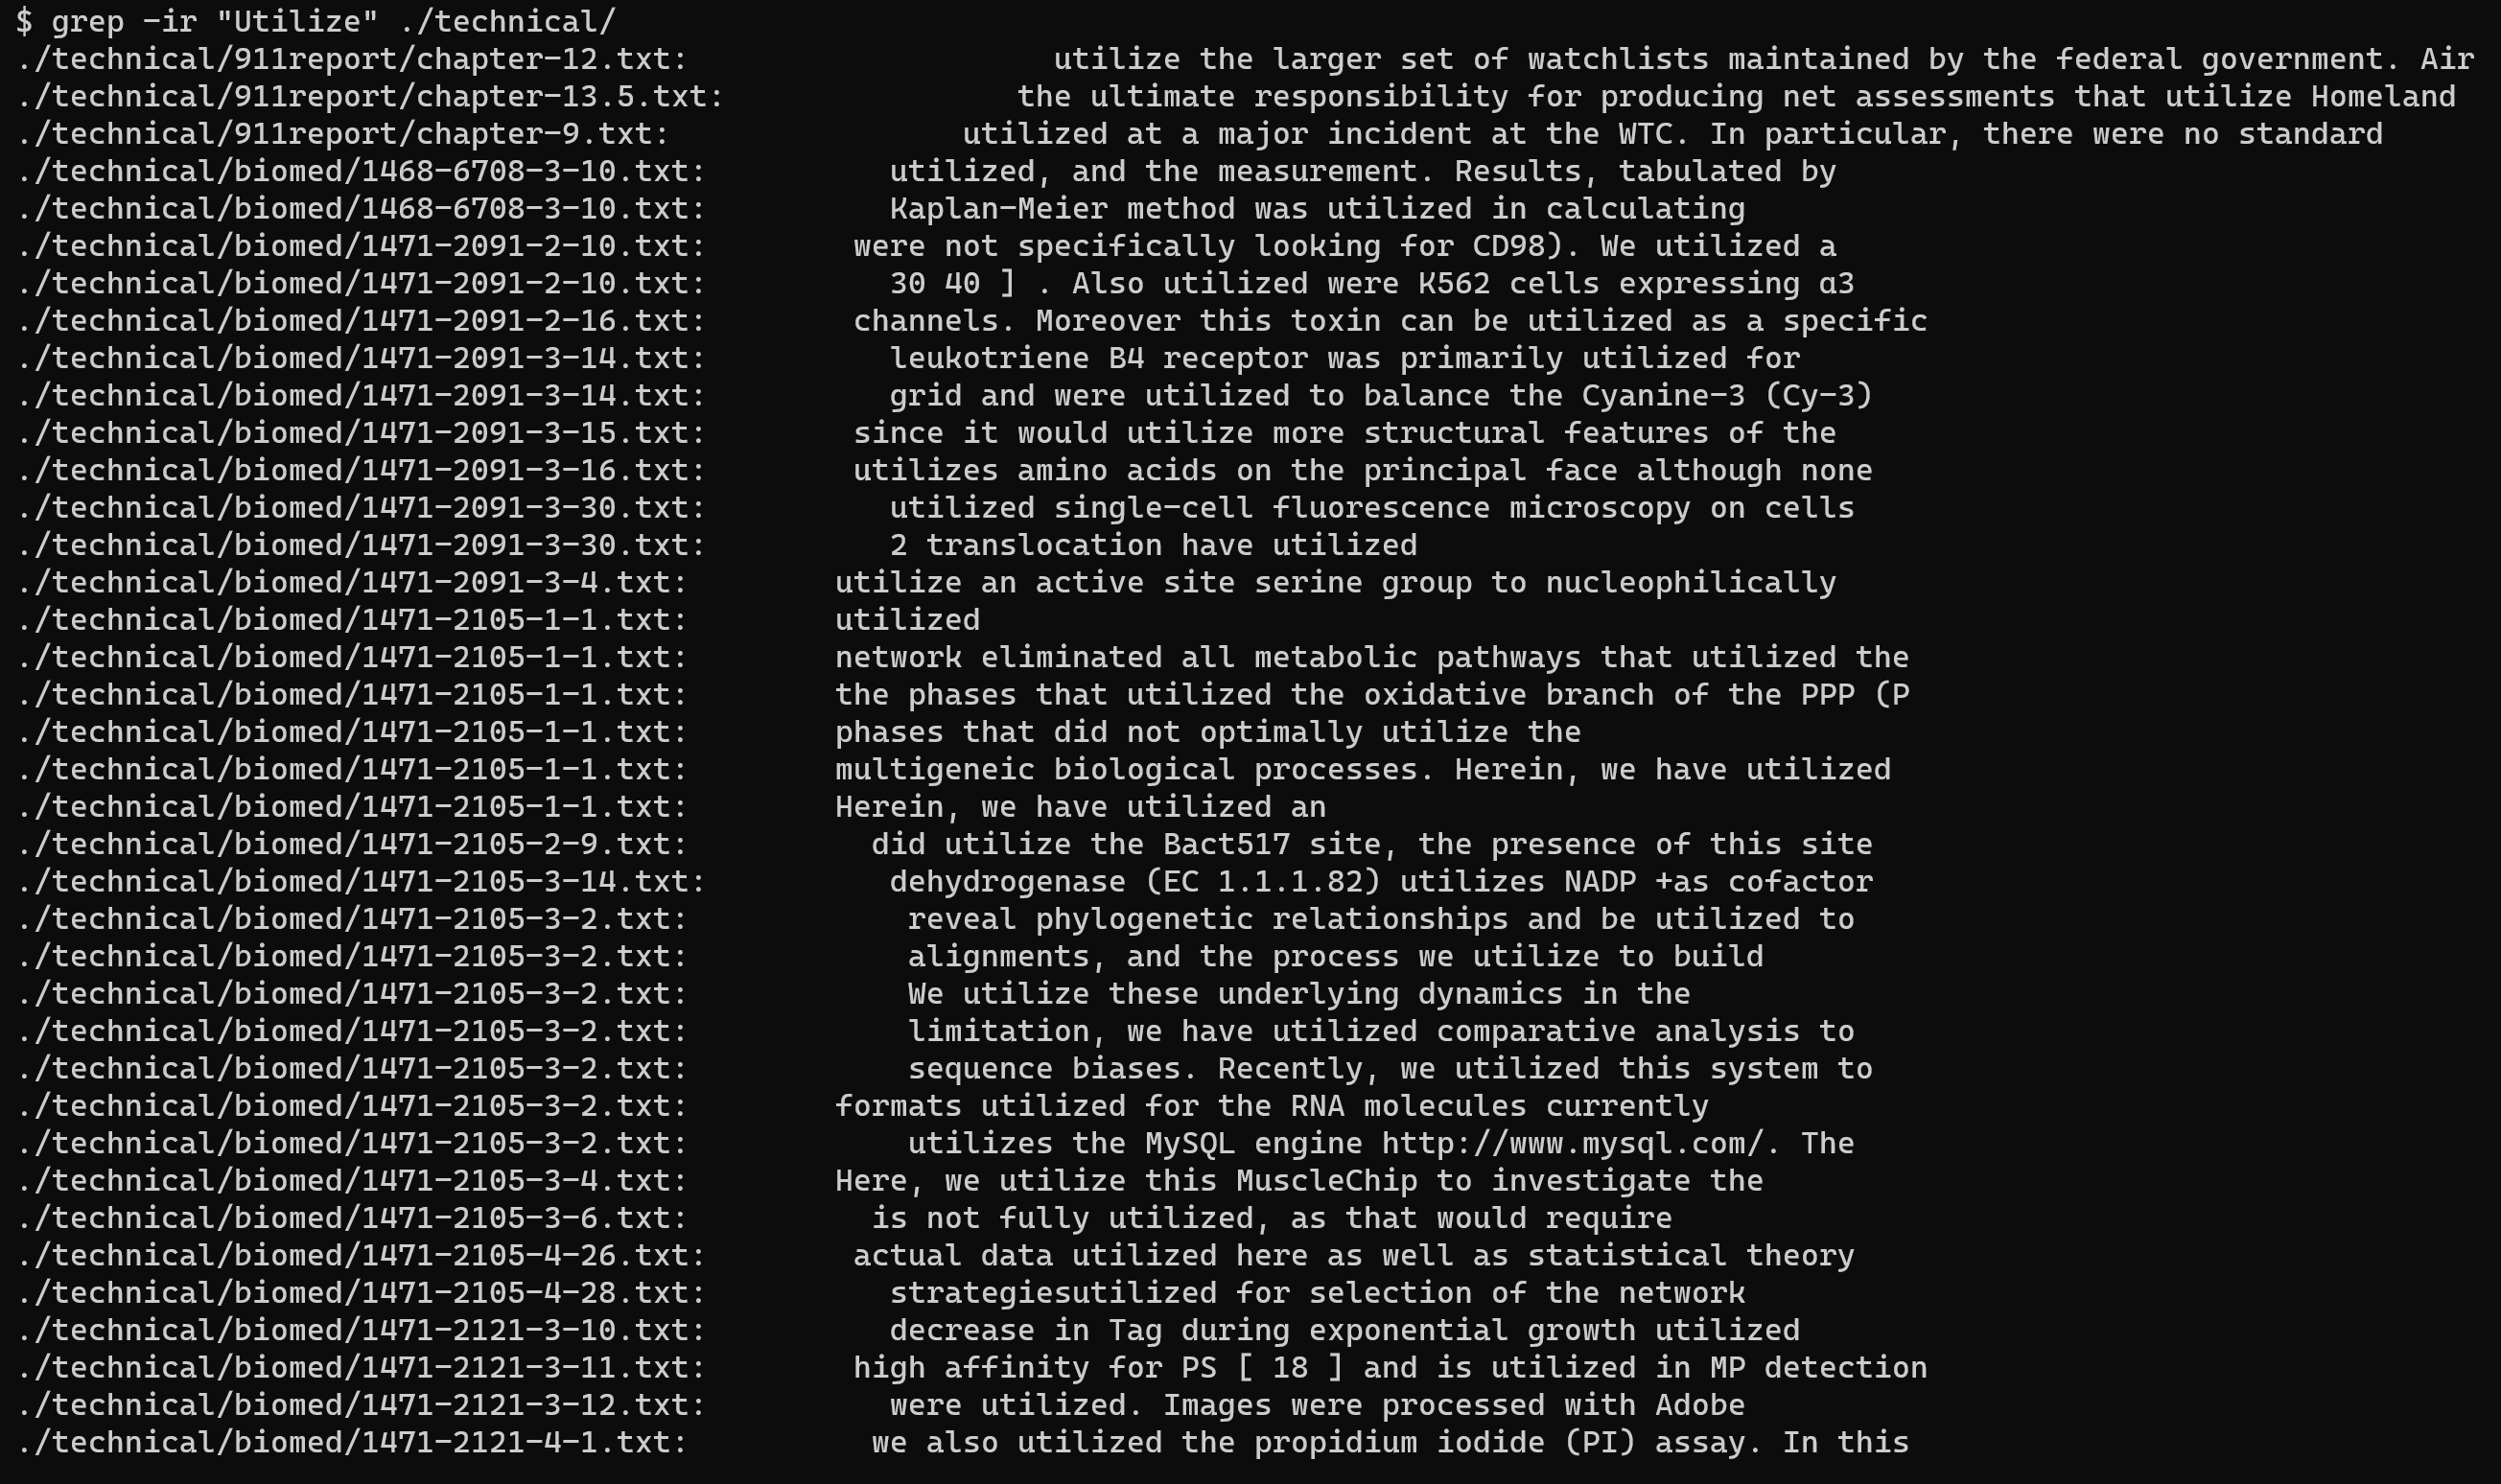 $ grep -ir "Utilize" ./technical/
./technical/911report/chapter-12.txt:                    utilize the larger set of watchlists maintained by the federal government. Air
./technical/911report/chapter-13.5.txt:                the ultimate responsibility for producing net assessments that utilize Homeland
./technical/911report/chapter-9.txt:                utilized at a major incident at the WTC. In particular, there were no standard
./technical/biomed/1468-6708-3-10.txt:          utilized, and the measurement. Results, tabulated by
./technical/biomed/1468-6708-3-10.txt:          Kaplan-Meier method was utilized in calculating
./technical/biomed/1471-2091-2-10.txt:        were not specifically looking for CD98). We utilized a
./technical/biomed/1471-2091-2-10.txt:          30 40 ] . Also utilized were K562 cells expressing α3
./technical/biomed/1471-2091-2-16.txt:        channels. Moreover this toxin can be utilized as a specific
./technical/biomed/1471-2091-3-14.txt:          leukotriene B4 receptor was primarily utilized for
./technical/biomed/1471-2091-3-14.txt:          grid and were utilized to balance the Cyanine-3 (Cy-3)
./technical/biomed/1471-2091-3-15.txt:        since it would utilize more structural features of the
./technical/biomed/1471-2091-3-16.txt:        utilizes amino acids on the principal face although none
./technical/biomed/1471-2091-3-30.txt:          utilized single-cell fluorescence microscopy on cells
./technical/biomed/1471-2091-3-30.txt:          2 translocation have utilized
./technical/biomed/1471-2091-3-4.txt:        utilize an active site serine group to nucleophilically
./technical/biomed/1471-2105-1-1.txt:        utilized
./technical/biomed/1471-2105-1-1.txt:        network eliminated all metabolic pathways that utilized the
./technical/biomed/1471-2105-1-1.txt:        the phases that utilized the oxidative branch of the PPP (P
./technical/biomed/1471-2105-1-1.txt:        phases that did not optimally utilize the
./technical/biomed/1471-2105-1-1.txt:        multigeneic biological processes. Herein, we have utilized
./technical/biomed/1471-2105-1-1.txt:        Herein, we have utilized an
./technical/biomed/1471-2105-2-9.txt:          did utilize the Bact517 site, the presence of this site
./technical/biomed/1471-2105-3-14.txt:          dehydrogenase (EC 1.1.1.82) utilizes NADP +as cofactor
./technical/biomed/1471-2105-3-2.txt:            reveal phylogenetic relationships and be utilized to
./technical/biomed/1471-2105-3-2.txt:            alignments, and the process we utilize to build
./technical/biomed/1471-2105-3-2.txt:            We utilize these underlying dynamics in the
./technical/biomed/1471-2105-3-2.txt:            limitation, we have utilized comparative analysis to
./technical/biomed/1471-2105-3-2.txt:            sequence biases. Recently, we utilized this system to
./technical/biomed/1471-2105-3-2.txt:        formats utilized for the RNA molecules currently
./technical/biomed/1471-2105-3-2.txt:            utilizes the MySQL engine http://www.mysql.com/. The
./technical/biomed/1471-2105-3-4.txt:        Here, we utilize this MuscleChip to investigate the
./technical/biomed/1471-2105-3-6.txt:          is not fully utilized, as that would require
./technical/biomed/1471-2105-4-26.txt:        actual data utilized here as well as statistical theory
./technical/biomed/1471-2105-4-28.txt:          strategiesutilized for selection of the network
./technical/biomed/1471-2121-3-10.txt:          decrease in Tag during exponential growth utilized
./technical/biomed/1471-2121-3-11.txt:        high affinity for PS [ 18 ] and is utilized in MP detection
./technical/biomed/1471-2121-3-12.txt:          were utilized. Images were processed with Adobe
./technical/biomed/1471-2121-4-1.txt:          we also utilized the propidium iodide (PI) assay. In this